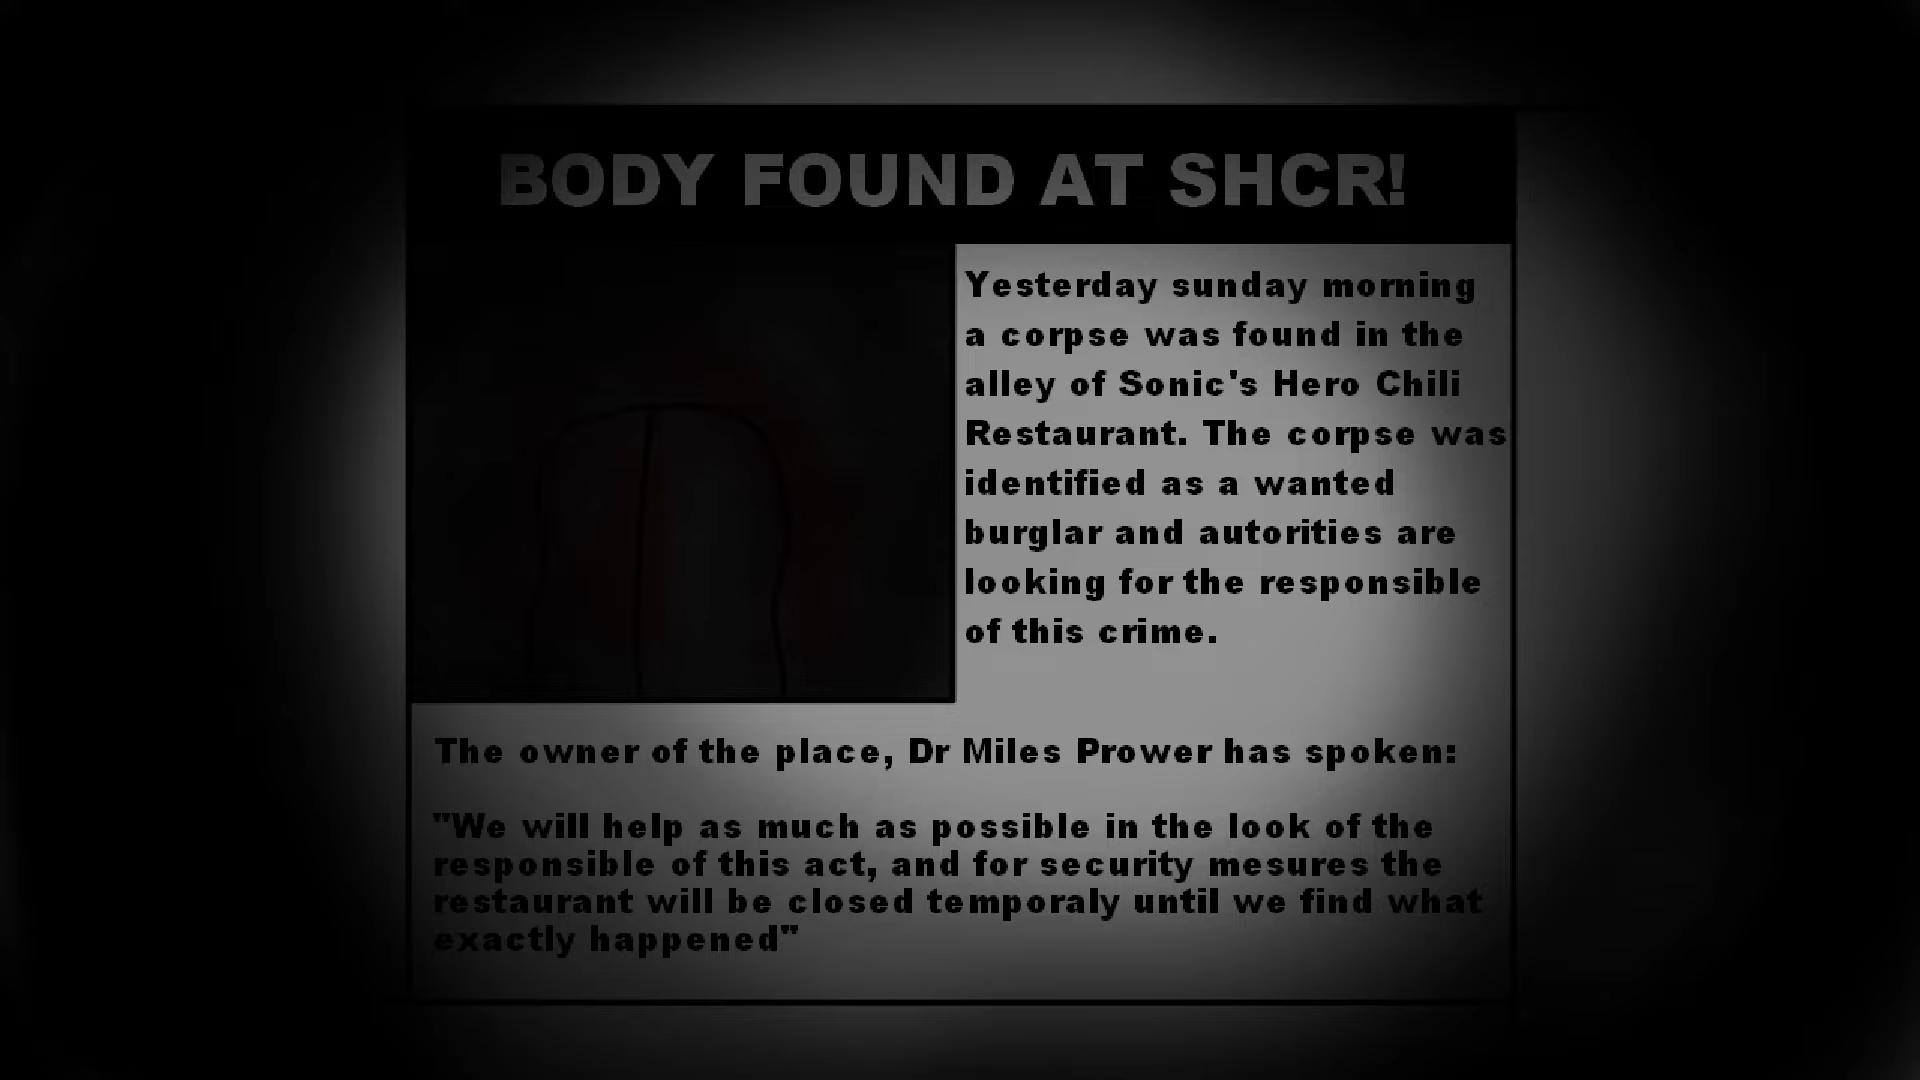 BODY FOUND AT SHCR!
Yesterday sunday morning
a corpse was found in the
alley of Sonic's Hero Chili
Restaurant. The corpse was
identified as a wanted
burglar and autorities are
looking for the responsible
of this crime.
The owner of the place, Dr Miles Prower has spoken:
"We will help as much as possible in the look of the
responsible of this act, and for security mesures the
restaurant will be closed temporaly until we find what
exactly happened"